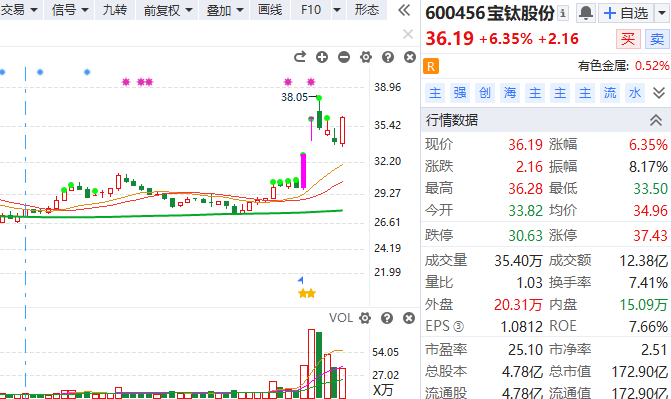 交易 信号 九转 前复权 叠加 画线 F10 形态
38.96
38.05
35.42
32.20
29.27
26.61
24.19
21.99
VOL
54.05
27.02
X万
600456 宝钛股份 + 自选
36.19 +6.35% +2.16 买 卖
R 有色金属: 0.52%
主 强 创 海 主 主 主 流 水
行情数据
现价 36.19 涨幅 6.35%
涨跌 2.16 振幅 8.17%
最高 36.28 最低 33.50
今开 33.82 均价 34.96
跌停 30.63 涨停 37.43
成交量 35.40万 成交额 12.38亿
量比 1.03 换手率 7.41%
外盘 20.31万 内盘 15.09万
EPS③ 1.0812 ROE 7.66%
市盈率 25.10 市净率 2.51
总股本 4.78亿 总市值 172.90亿
流通股 4.78亿 流通值 172.90亿